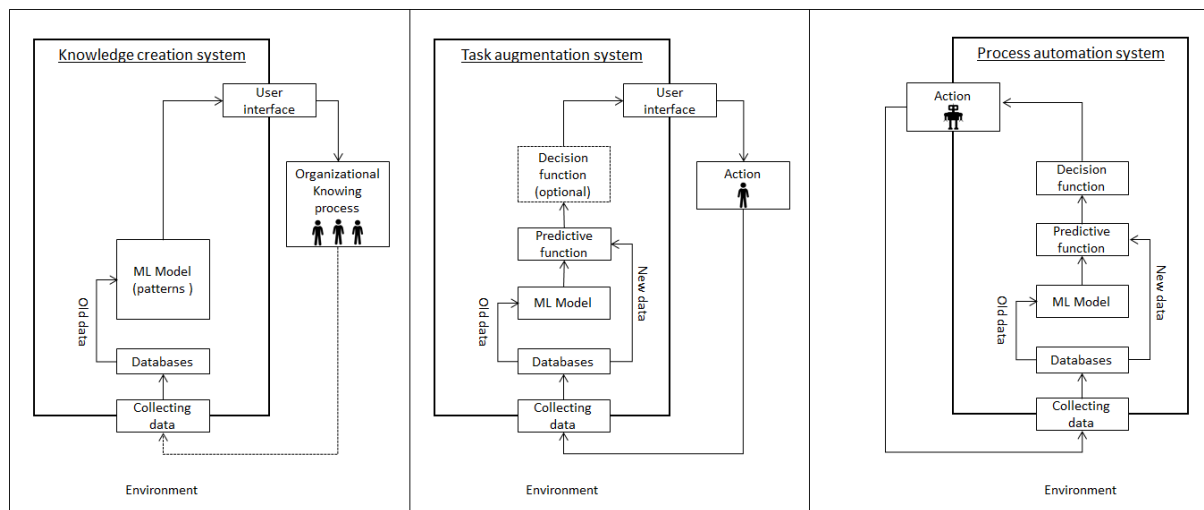 Knowledge creation system
User
interface
Organizational
Knowing
process
ML Model
(patterns )
Old data
Databases
Collecting
data
Environment
Task augmentation system
User
interface
Decision
function
(optional)
Action
Predictive
function
New data
ML Model
Old data
Databases
Collecting
data
Environment
Process automation system
Action
Decision
function
Predictive
function
New data
ML Model
Old data
Databases
Collecting
data
Environment